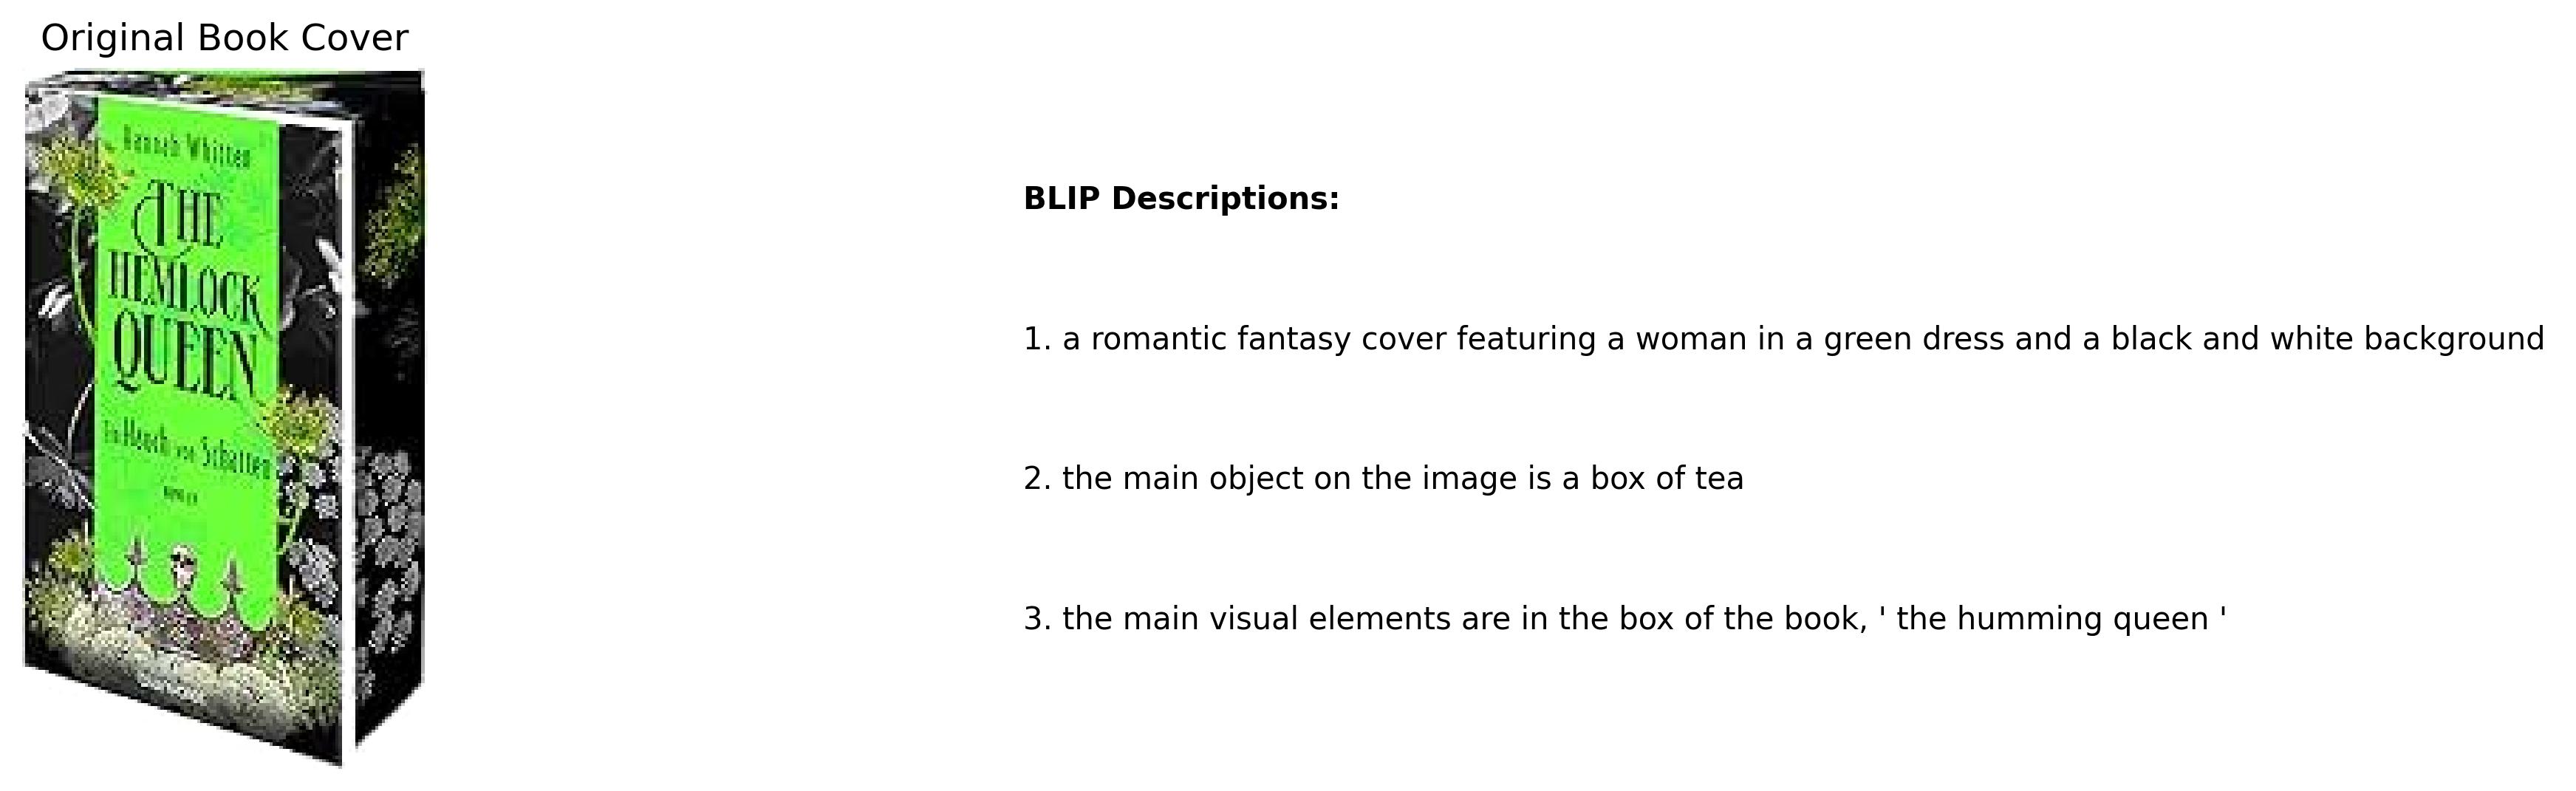 Original Book Cover
Hannah Whitten
THE
HEMLOCK
QUEEN
Ein Hauch von Schatten
ROMAN
BLIP Descriptions:
1. a romantic fantasy cover featuring a woman in a green dress and a black and white background
2. the main object on the image is a box of tea
3. the main visual elements are in the box of the book, ' the humming queen '